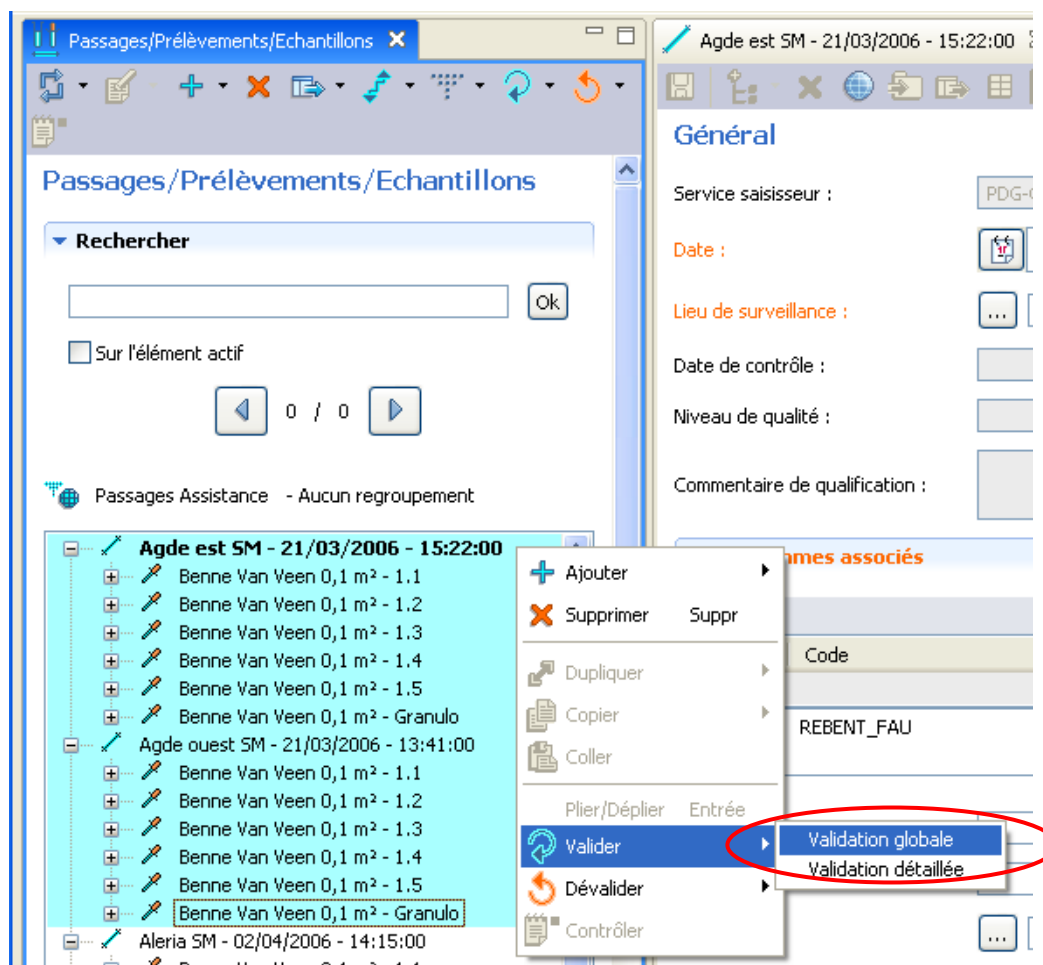 Passages/Prélèvements/Echantillons
Passages/Prélèvements/Echantillons
Rechercher
Ok
Sur l'élément actif
0 / 0
Passages Assistance - Aucun regroupement
Agde est SM - 21/03/2006 - 15:22:00
Benne Van Veen 0,1 m² - 1.1
Benne Van Veen 0,1 m² - 1.2
Benne Van Veen 0,1 m² - 1.3
Benne Van Veen 0,1 m² - 1.4
Benne Van Veen 0,1 m² - 1.5
Benne Van Veen 0,1 m² - Granulo
Agde ouest SM - 21/03/2006 - 13:41:00
Benne Van Veen 0,1 m² - 1.1
Benne Van Veen 0,1 m² - 1.2
Benne Van Veen 0,1 m² - 1.3
Benne Van Veen 0,1 m² - 1.4
Benne Van Veen 0,1 m² - 1.5
Benne Van Veen 0,1 m² - Granulo
Aleria SM - 02/04/2006 - 14:15:00
Ajouter
Supprimer Suppr
Dupliquer
Copier
Coller
Plier/Déplier Entrée
Valider
Dévalider
Contrôler
Validation globale
Validation détaillée
Agde est SM - 21/03/2006 - 15:22:00
Général
Service saisisseur :
PDG-
Date :
Lieu de surveillance :
...
Date de contrôle :
Niveau de qualité :
Commentaire de qualification :
mes associés
Code
REBENT_FAU
...